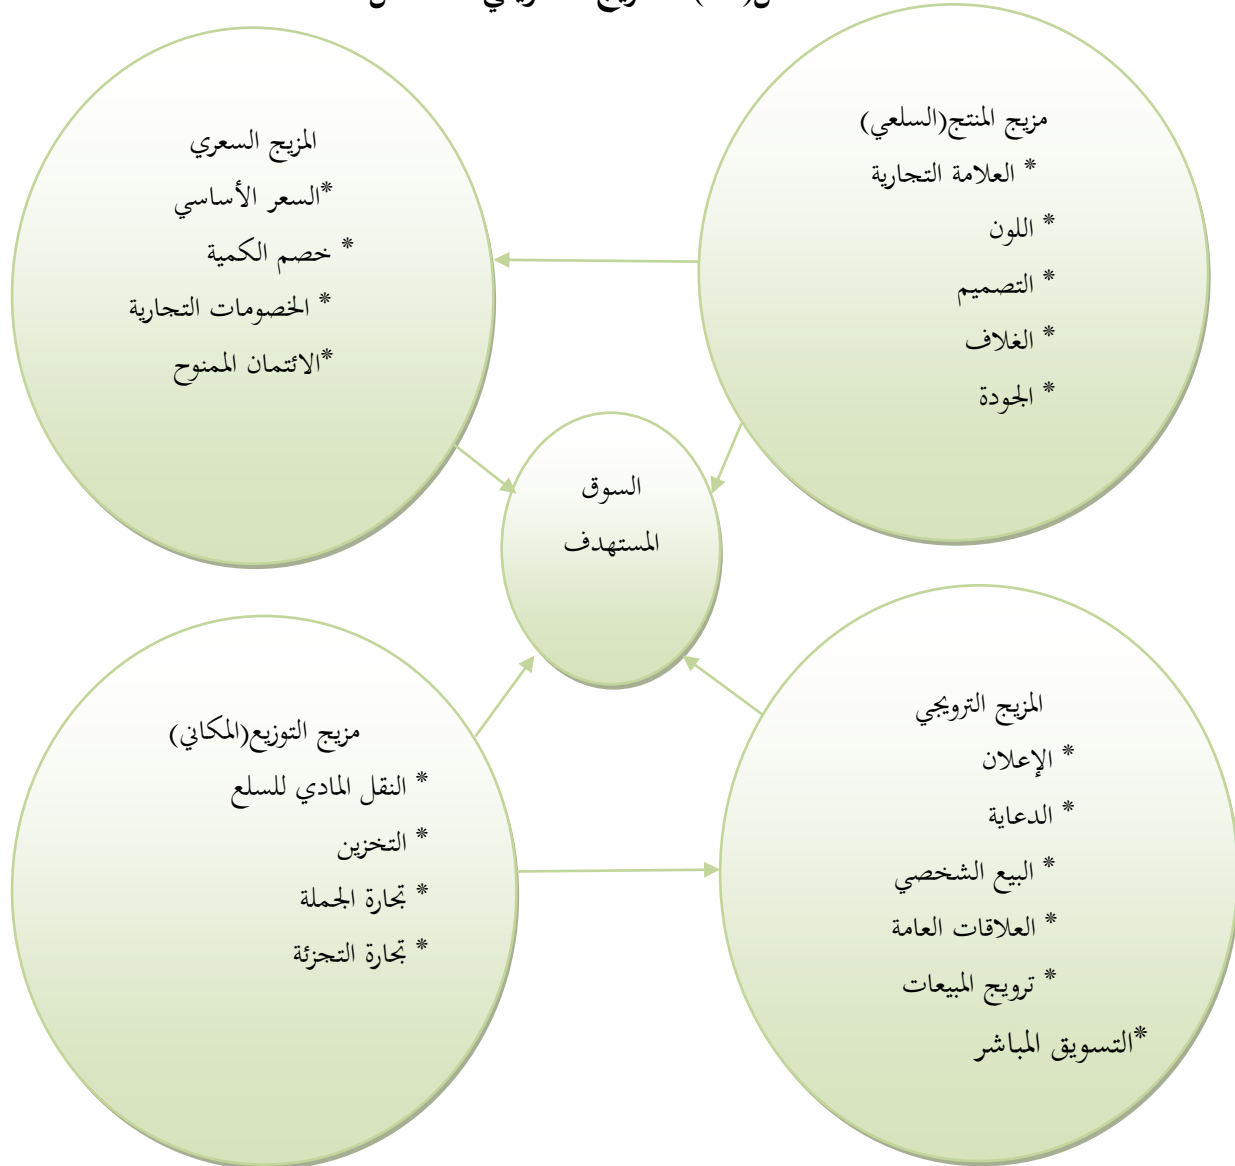 مزيج المنتج(السلعي)
* العلامة التجارية
* اللون
* التصميم
* الغلاف
* الجودة
المزيج السعري
*السعر الأساسي
* خصم الكمية
* الخصومات التجارية
*الائتمان الممنوح
السوق
المستهدف
المزيج الترويجي
* الإعلان
* الدعاية
* البيع الشخصي
* العلاقات العامة
* ترويج المبيعات
*التسويق المباشر
مزيج التوزيع(المكاني)
* النقل المادي للسلع
* التخزين
* تجارة الجملة
* تجارة التجزئة